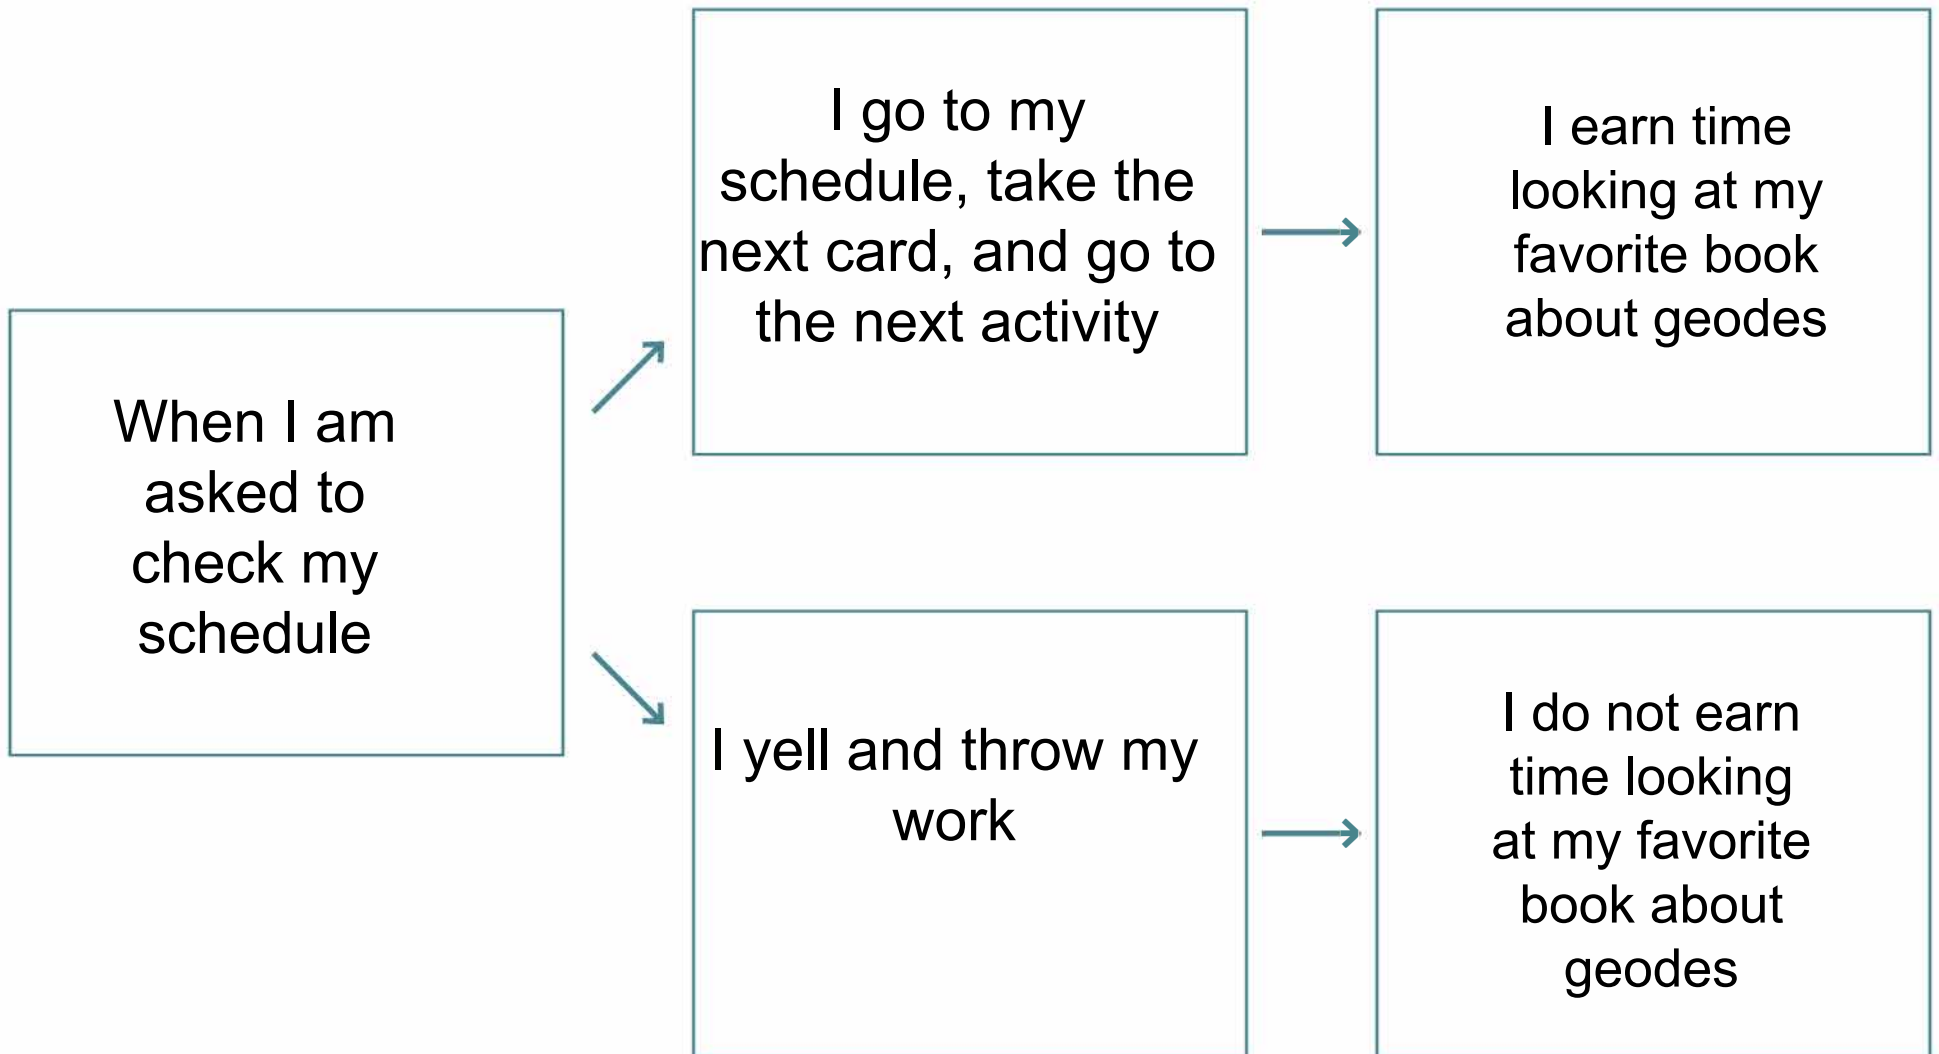 When I am
asked to
check my
schedule
I go to my
schedule, take the
next card, and go to
the next activity
I earn time
looking at my
favorite book
about geodes
I yell and throw my
work
I do not earn
time looking
at my favorite
book about
geodes